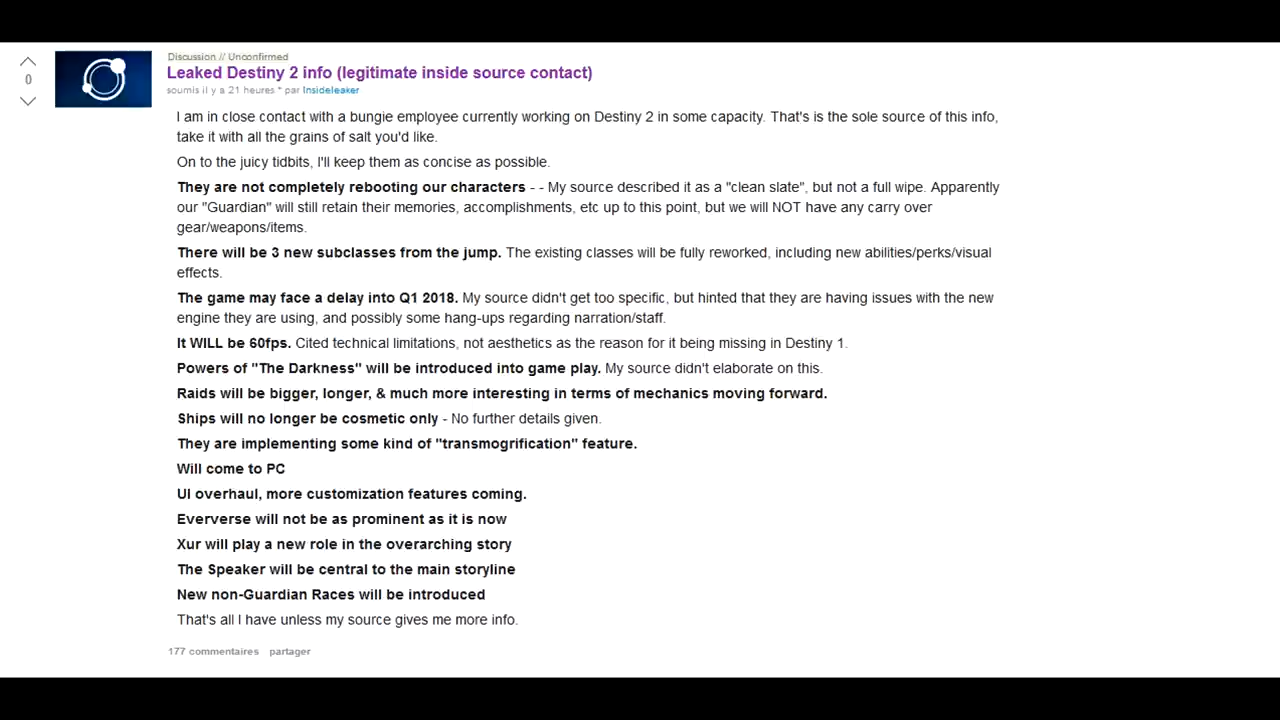 Discussion // Unconfirmed
0
Leaked Destiny 2 info (legitimate inside source contact)
soumis il y a 21 heures * par Insideleaker
I am in close contact with a bungie employee currently working on Destiny 2 in some capacity. That's is the sole source of this info,
take it with all the grains of salt you'd like.
On to the juicy tidbits, I'll keep them as concise as possible.
They are not completely rebooting our characters - - My source described it as a "clean slate", but not a full wipe. Apparently
our "Guardian" will still retain their memories, accomplishments, etc up to this point, but we will NOT have any carry over
gear/weapons/items.
There will be 3 new subclasses from the jump. The existing classes will be fully reworked, including new abilities/perks/visual
effects.
The game may face a delay into Q1 2018. My source didn't get too specific, but hinted that they are having issues with the new
engine they are using, and possibly some hang-ups regarding narration/staff.
It WILL be 60fps. Cited technical limitations, not aesthetics as the reason for it being missing in Destiny 1.
Powers of "The Darkness" will be introduced into game play. My source didn't elaborate on this.
Raids will be bigger, longer, & much more interesting in terms of mechanics moving forward.
Ships will no longer be cosmetic only - No further details given.
They are implementing some kind of "transmogrification" feature.
Will come to PC
UI overhaul, more customization features coming.
Eververse will not be as prominent as it is now
Xur will play a new role in the overarching story
The Speaker will be central to the main storyline
New non-Guardian Races will be introduced
That's all I have unless my source gives me more info.
177 commentaires partager